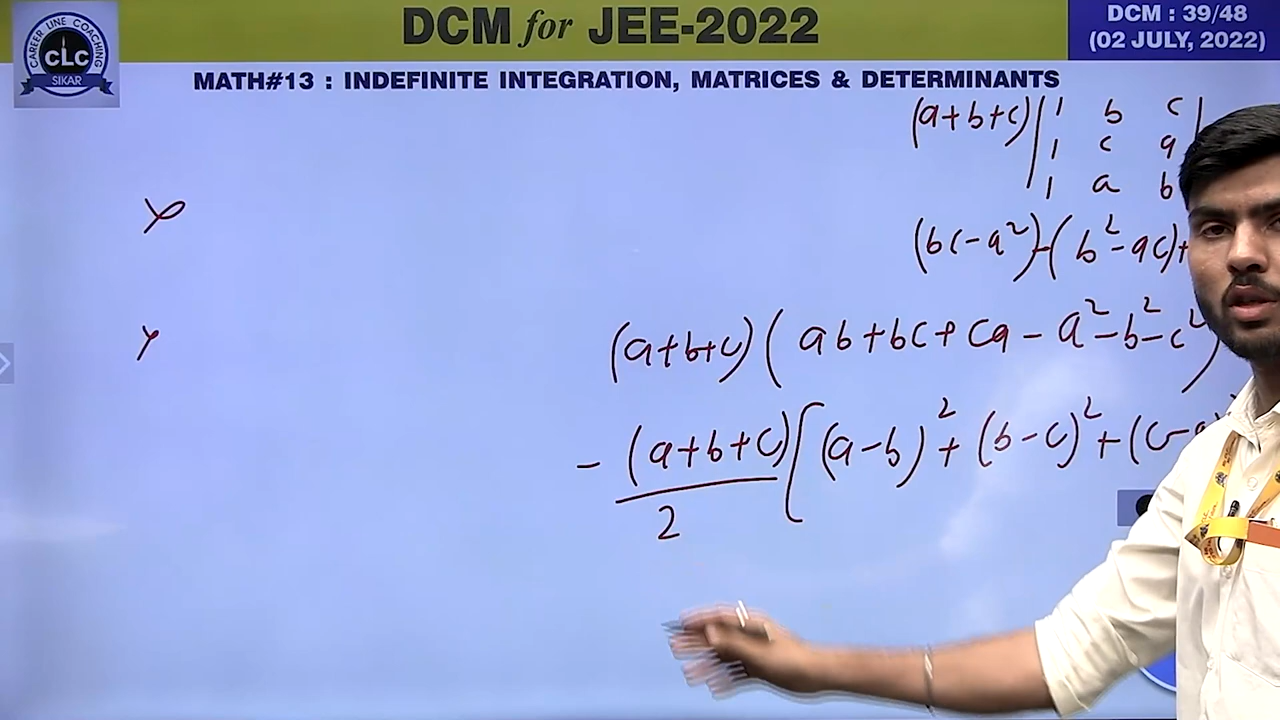 DCM for JEE-2022
DCM : 39/48
(02 JULY, 2022)
CAREER LINE COACHING
CLC
SIKAR
MATH#13 : INDEFINITE INTEGRATION, MATRICES & DETERMINANTS
(a+b+c) | 1 b c |
1 c a
1 a b
(bc-a²)-(b²-ac)+
(a+b+c)(ab+bc+ca-a²-b²-c²)
-(a+b+c)/2 [(a-b)²+(b-c)²+(c-a)